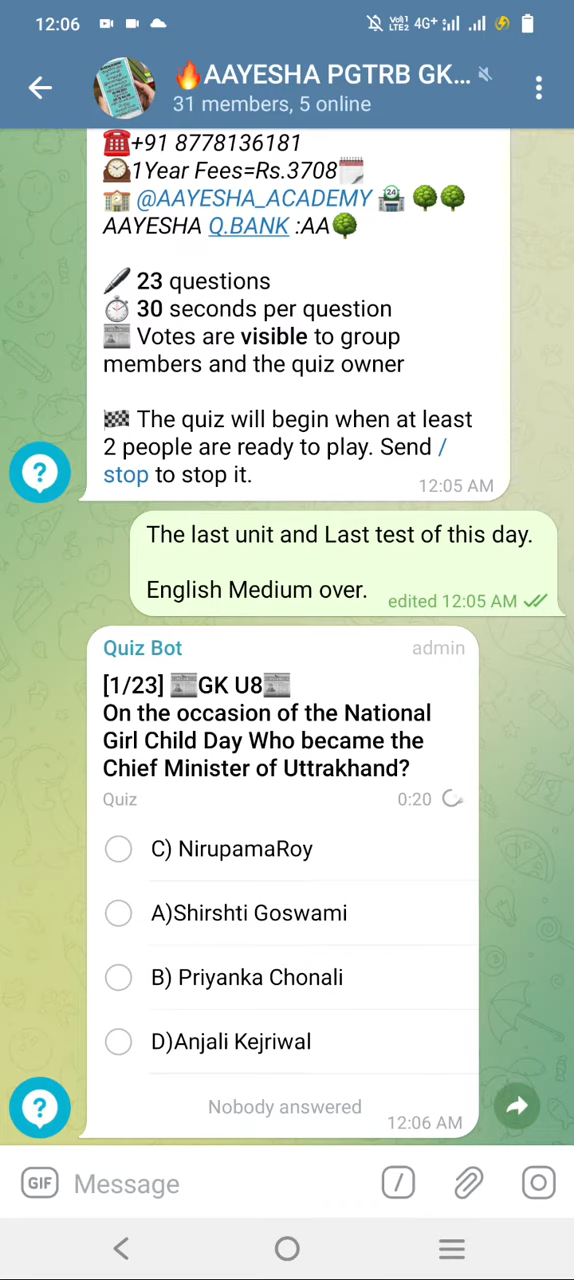 12:06
Vo)) 1
LTE2 4G+
AAYESHA PGTRB GK...
31 members, 5 online
+91 8778136181
1Year Fees=Rs.3708
@AAYESHA_ACADEMY 24
AAYESHA Q.BANK :AA
23 questions
30 seconds per question
Votes are visible to group
members and the quiz owner
The quiz will begin when at least
2 people are ready to play. Send /
stop to stop it.
12:05 AM
The last unit and Last test of this day.
English Medium over.
edited 12:05 AM
Quiz Bot admin
[1/23] GK U8
On the occasion of the National
Girl Child Day Who became the
Chief Minister of Uttrakhand?
Quiz 0:20
C) NirupamaRoy
A)Shirshti Goswami
B) Priyanka Chonali
D)Anjali Kejriwal
Nobody answered
12:06 AM
GIF Message